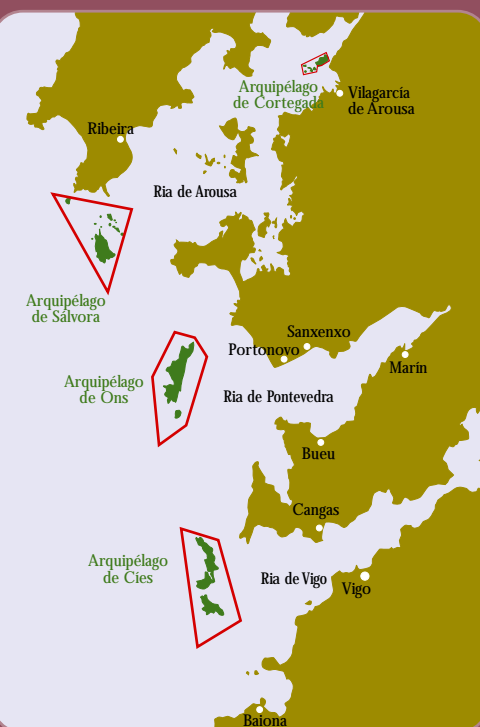 Arquipélago
de Cortegada
Vilagarcía
de Arousa
Ribeira
Ria de Arousa
Arquipélago
de Sálvora
Sanxenxo
Portonovo
Marín
Arquipélago
de Ons
Ria de Pontevedra
Bueu
Cangas
Arquipélago
de Cíes
Ria de Vigo
Vigo
Baiona